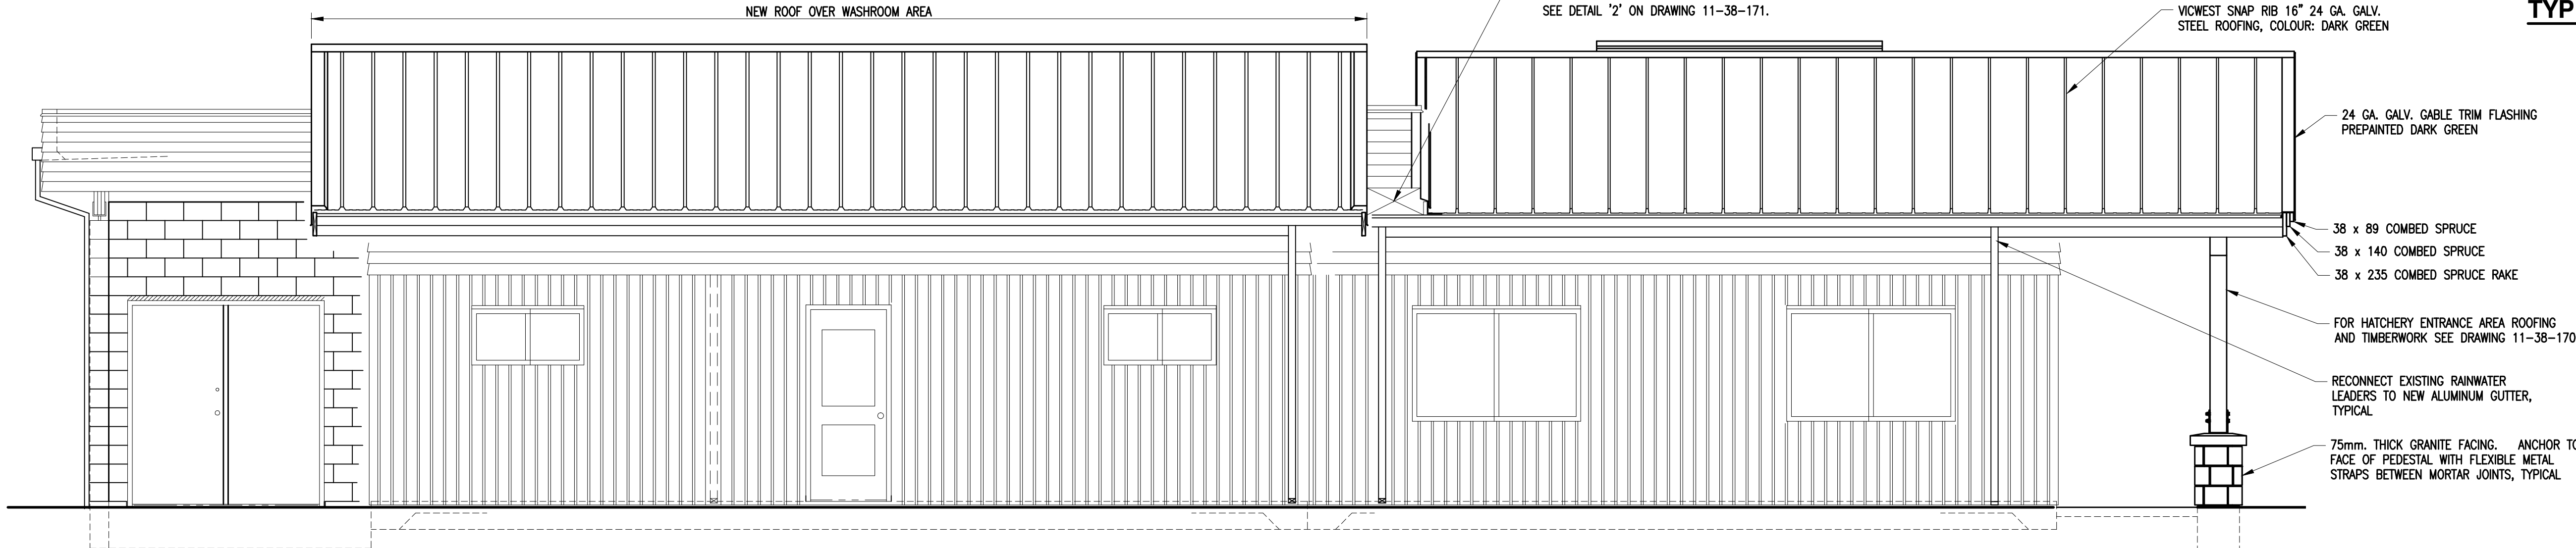 NEW ROOF OVER WASHROOM AREA
SEE DETAIL '2' ON DRAWING 11-38-171.
VICWEST SNAP RIB 16" 24 GA. GALV.
STEEL ROOFING, COLOUR: DARK GREEN
TYP
24 GA. GALV. GABLE TRIM FLASHING
PREPAINTED DARK GREEN
38 x 89 COMBED SPRUCE
38 x 140 COMBED SPRUCE
38 x 235 COMBED SPRUCE RAKE
FOR HATCHERY ENTRANCE AREA ROOFING
AND TIMBERWORK SEE DRAWING 11-38-170
RECONNECT EXISTING RAINWATER
LEADERS TO NEW ALUMINUM GUTTER,
TYPICAL
75mm. THICK GRANITE FACING. ANCHOR TO
FACE OF PEDESTAL WITH FLEXIBLE METAL
STRAPS BETWEEN MORTAR JOINTS, TYPICAL